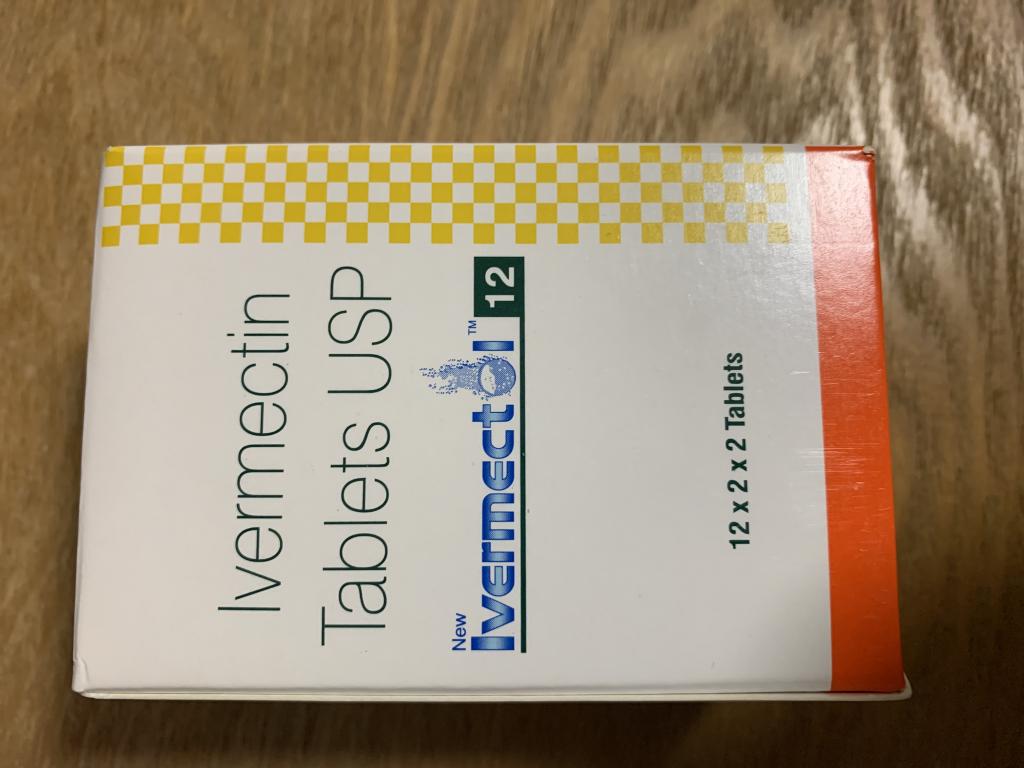 Ivermectin
Tablets USP
New
Ivermectol™ 12
12 x 2 x 2 Tablets